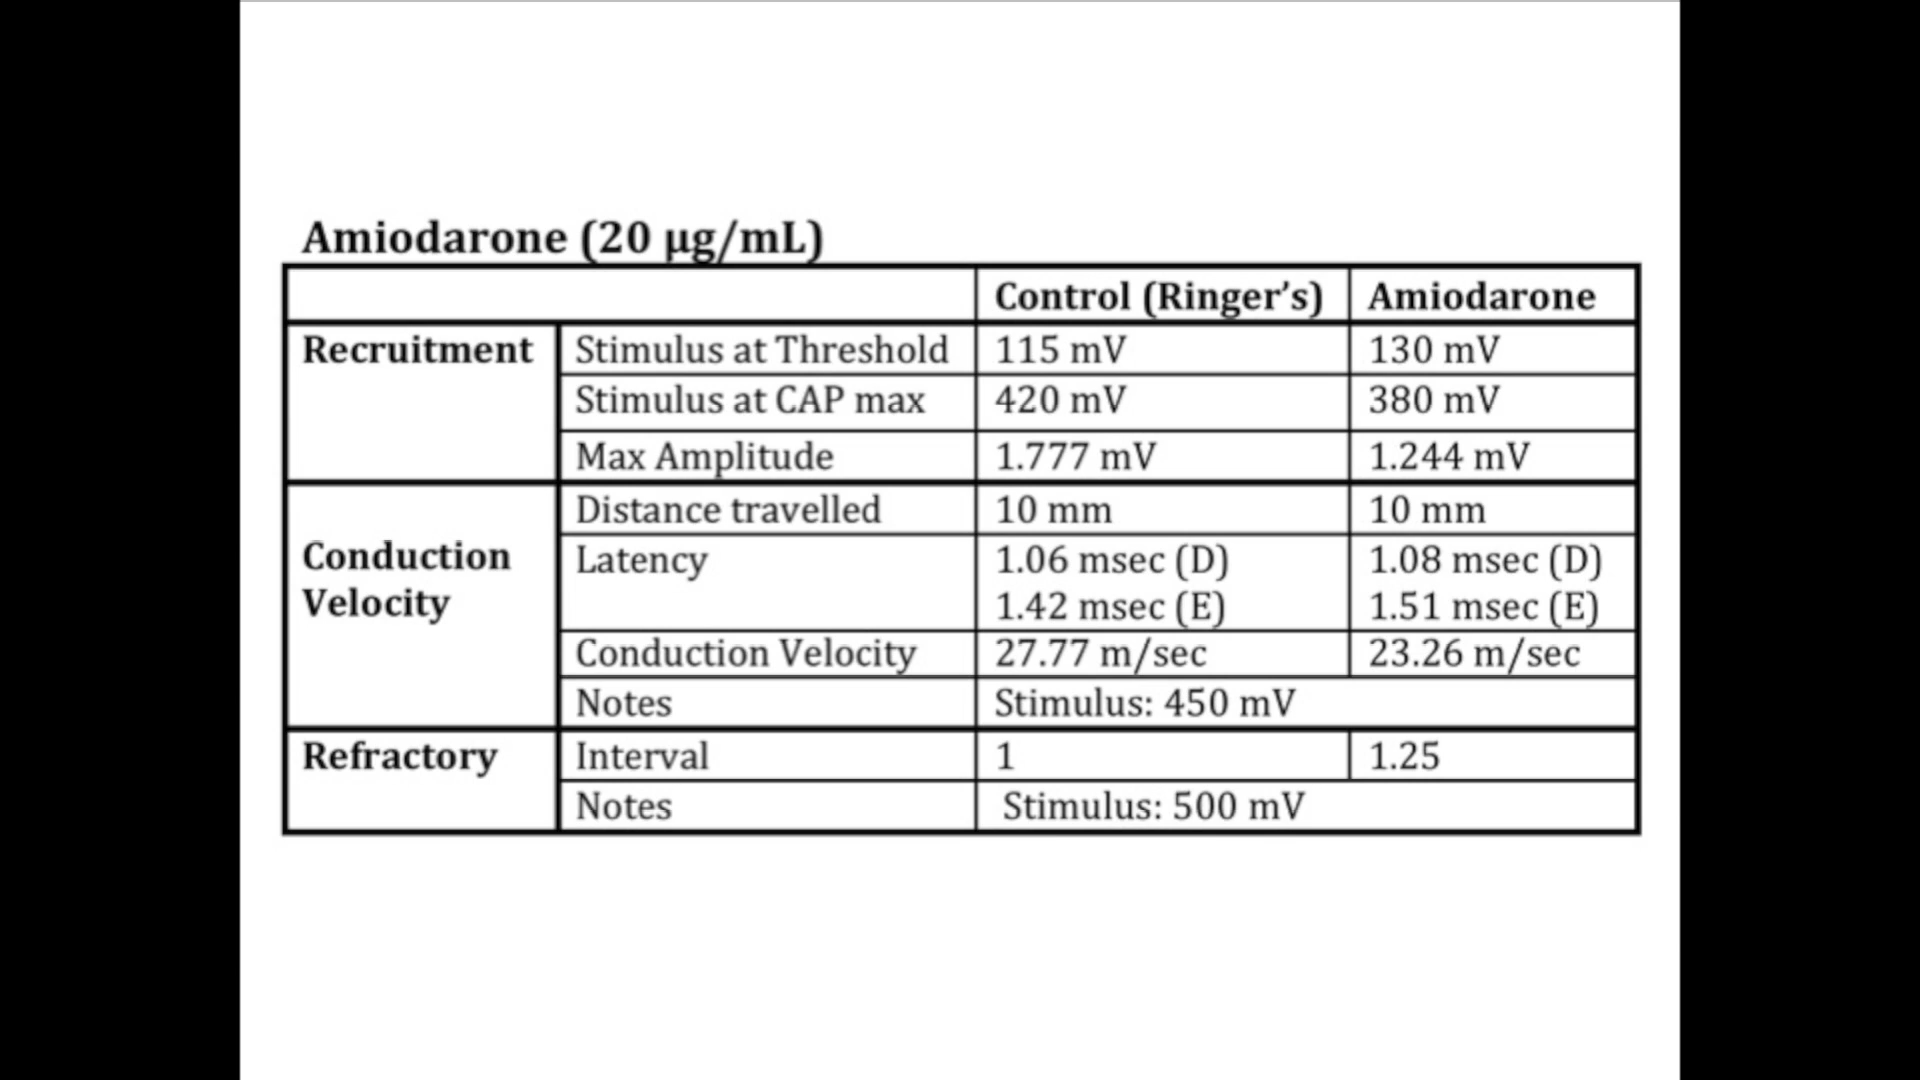 Amiodarone (20 µg/mL)
Control (Ringer's) Amiodarone
Recruitment Stimulus at Threshold 115 mV 130 mV
Stimulus at CAP max 420 mV 380 mV
Max Amplitude 1.777 mV 1.244 mV
Conduction Velocity Distance travelled 10 mm 10 mm
Latency 1.06 msec (D) 1.08 msec (D)
1.42 msec (E) 1.51 msec (E)
Conduction Velocity 27.77 m/sec 23.26 m/sec
Notes Stimulus: 450 mV
Refractory Interval 1 1.25
Notes Stimulus: 500 mV